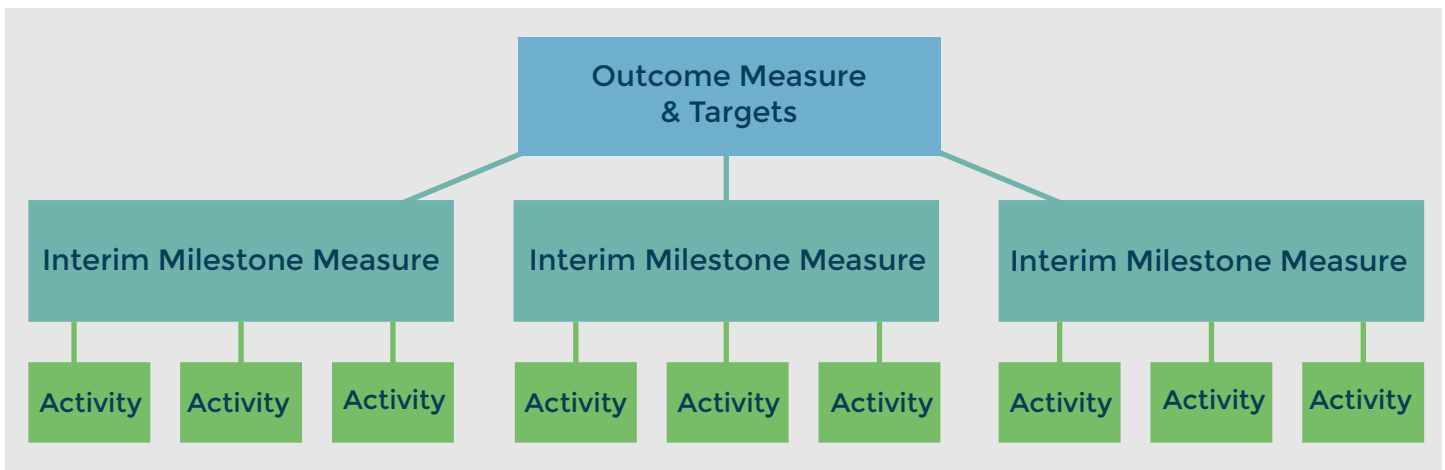 Outcome Measure
& Targets
Interim Milestone Measure
Interim Milestone Measure
Interim Milestone Measure
Activity
Activity
Activity
Activity
Activity
Activity
Activity
Activity
Activity